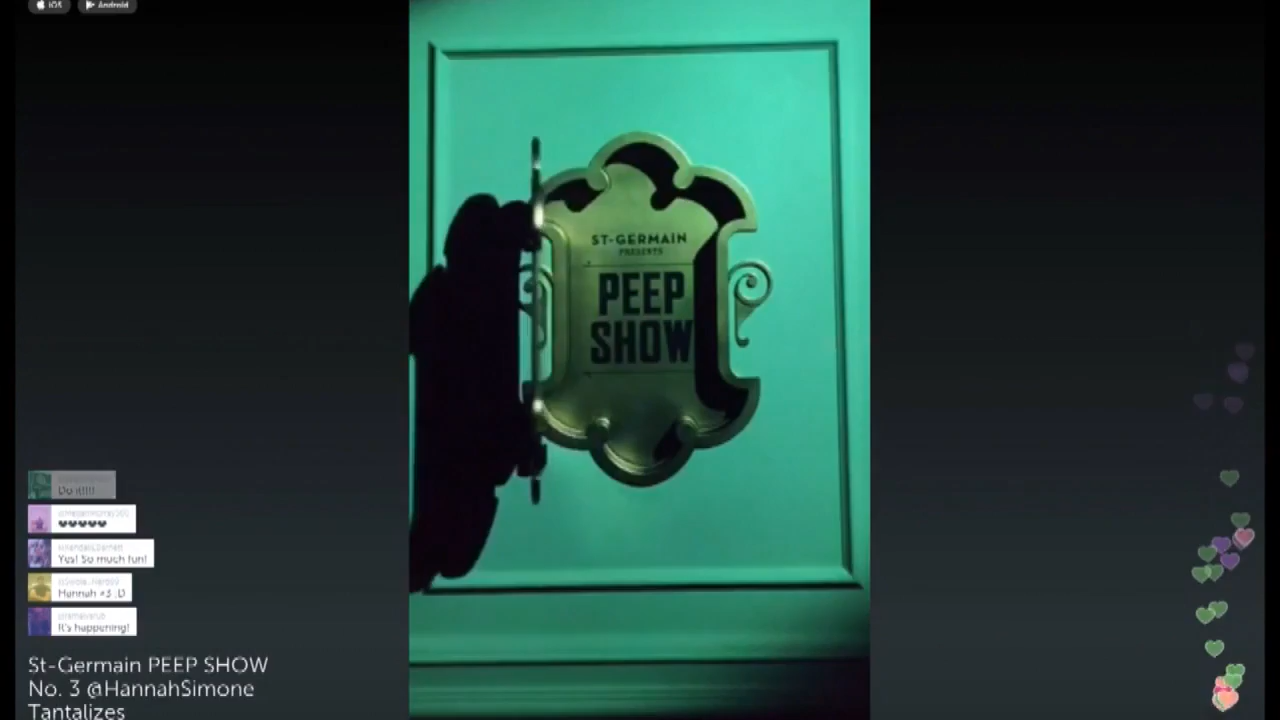 iOS
Android
ST-GERMAIN
PRESENTS
PEEP
SHOW
Do it!!!!
Yes! So much fun!
Hannah <3 :D
It's happening!
St-Germain PEEP SHOW
No. 3 @HannahSimone
Tantalizes